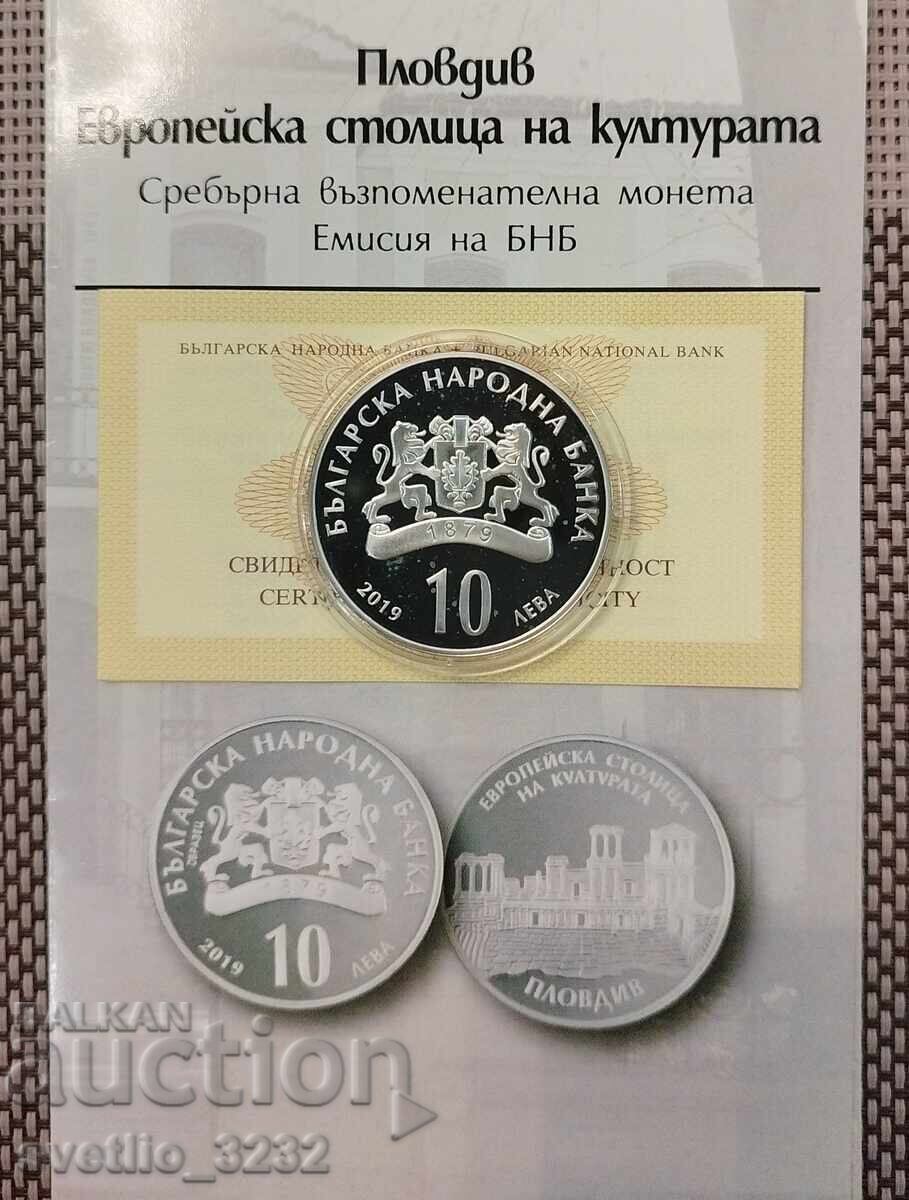 Пловдив
Европейска столица на културата
Сребърна възпоменателна монета
Емисия на БНБ
БЪЛГАРСКА НАРОДНА БАНКА BULGARIAN NATIONAL BANK
БЪЛГАРСКА НАРОДНА БАНКА
1879
2019 10 ЛЕВА
БЪЛГАРСКА НАРОДНА БАНКА
ОБРАЗЕЦ
1879
2019 10 ЛЕВА
ЕВРОПЕЙСКА СТОЛИЦА
НА КУЛТУРАТА
ПЛОВДИВ
BALKAN
auction
svetlio_3232